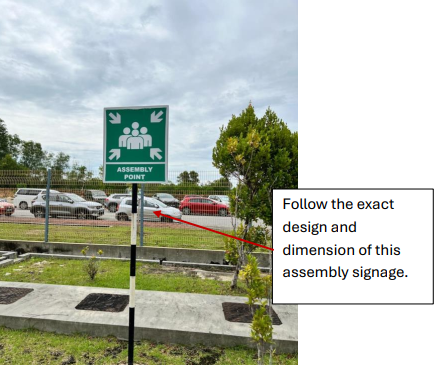 ASSEMBLY
POINT
Follow the exact
design and
dimension of this
assembly signage.